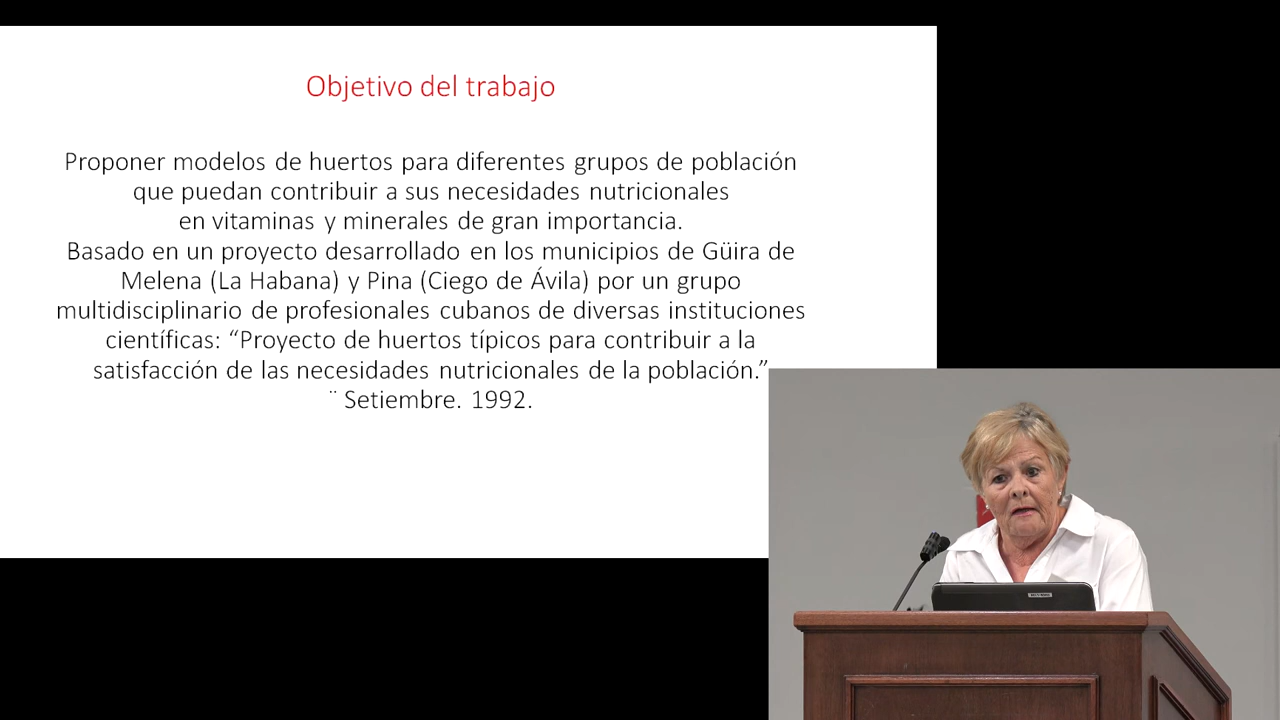 Objetivo del trabajo
Proponer modelos de huertos para diferentes grupos de población
que puedan contribuir a sus necesidades nutricionales
en vitaminas y minerales de gran importancia.
Basado en un proyecto desarrollado en los municipios de Güira de
Melena (La Habana) y Pina (Ciego de Ávila) por un grupo
multidisciplinario de profesionales cubanos de diversas instituciones
científicas: “Proyecto de huertos típicos para contribuir a la
satisfacción de las necesidades nutricionales de la población.”
¨ Setiembre. 1992.